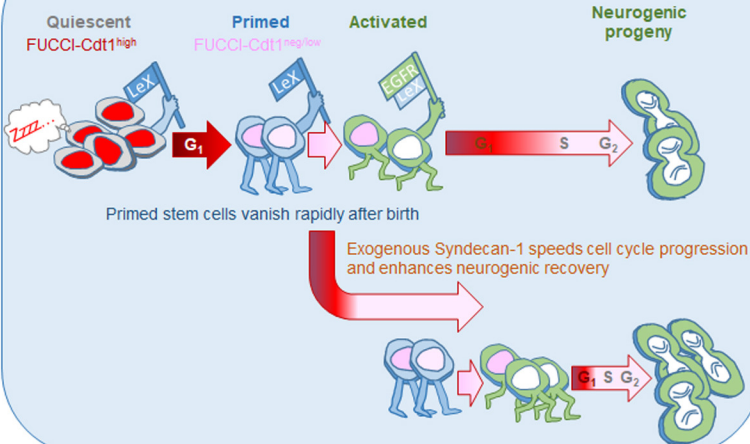 Quiescent
FUCCI-Cdt1high
Primed
FUCCI-Cdt1neg/low
Activated
Neurogenic
progeny
LeX
LeX
EGFR
LeX
Zzzz...
G1
G1 S G2
Primed stem cells vanish rapidly after birth
Exogenous Syndecan-1 speeds cell cycle progression
and enhances neurogenic recovery
G1 S G2